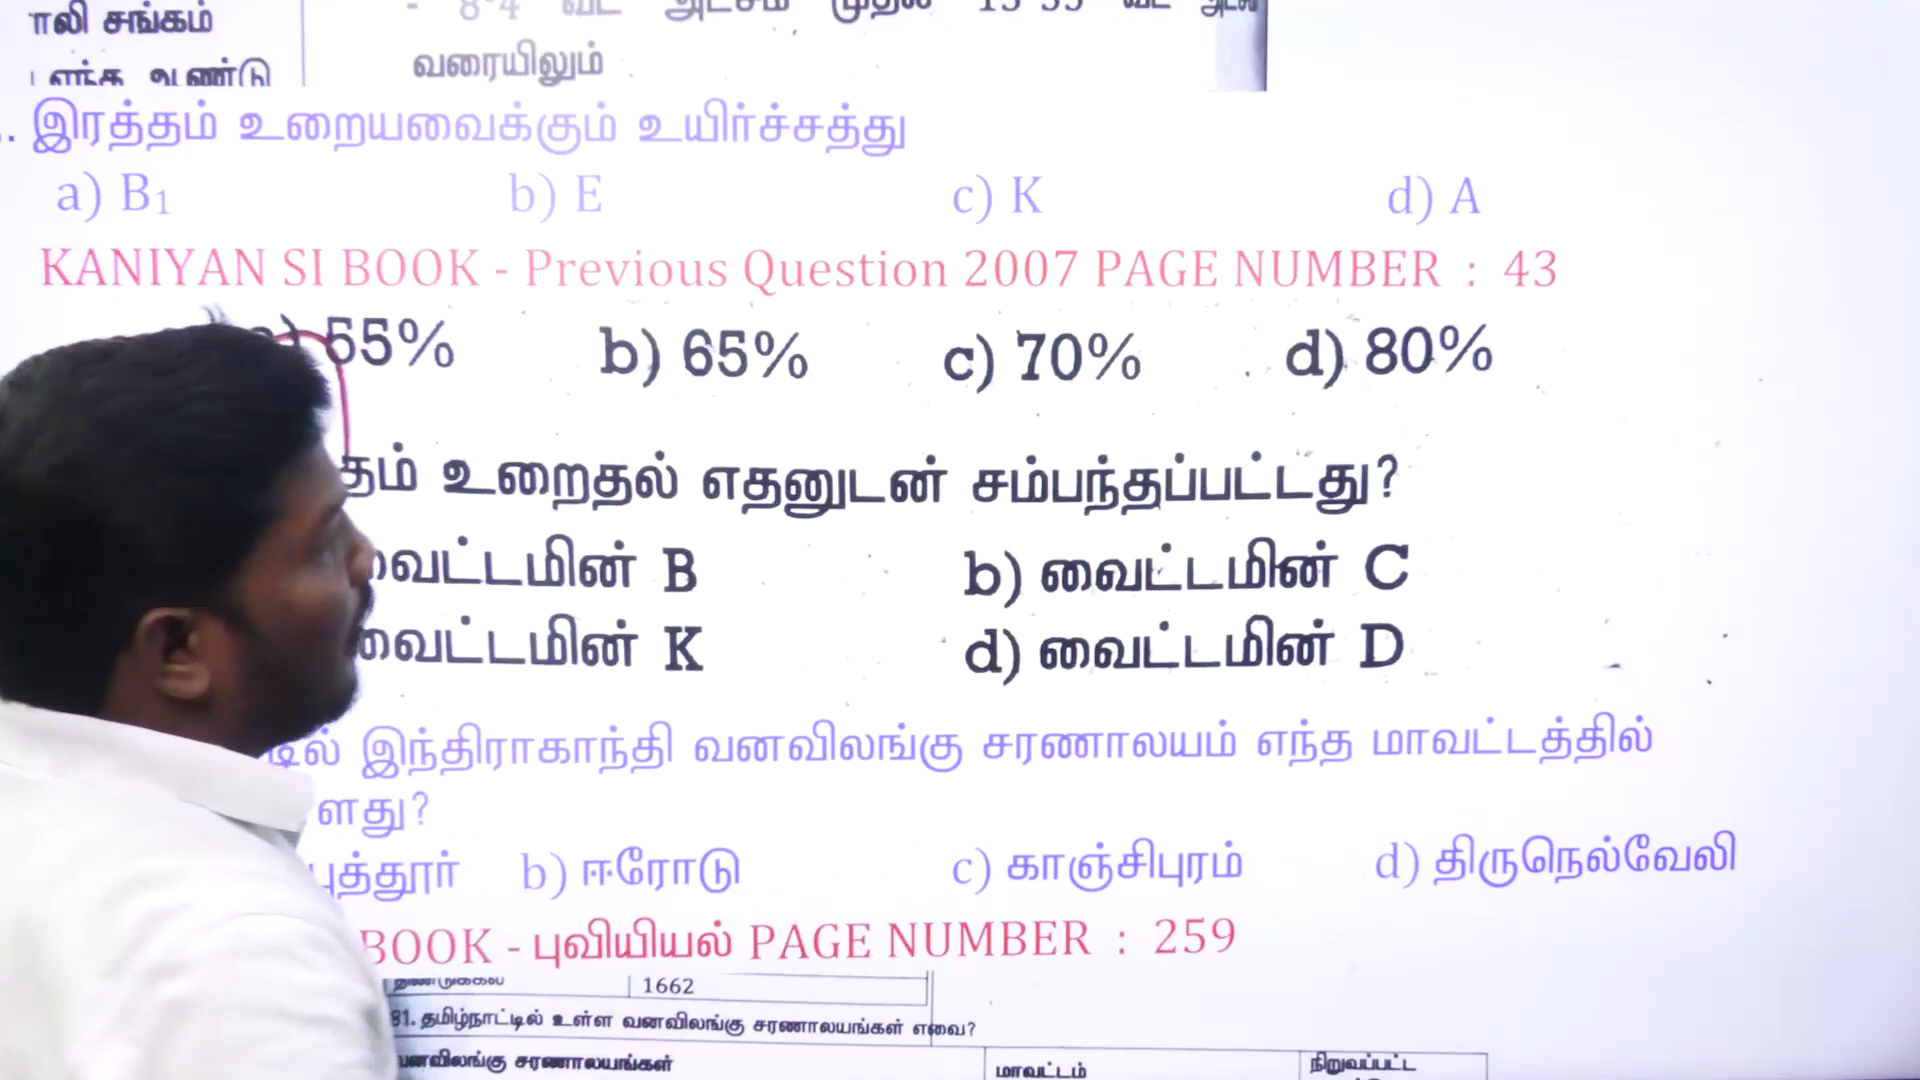 சங்கம்
வரையிலும்
இரத்தம் உறையவைக்கும் உயிர்ச்சத்து
a) B1 b) E c) K d) A
KANIYAN SI BOOK - Previous Question 2007 PAGE NUMBER : 43
55% b) 65% c) 70% d) 80%
உறைதல் எதனுடன் சம்பந்தப்பட்டது?
வைட்டமின் B b) வைட்டமின் C
வைட்டமின் K d) வைட்டமின் D
இந்திராகாந்தி வனவிலங்கு சரணாலயம் எந்த மாவட்டத்தில்
ளது?
b) ஈரோடு c) காஞ்சிபுரம் d) திருநெல்வேலி
BOOK - புவியியல் PAGE NUMBER : 259
1662
81. தமிழ்நாட்டில் உள்ள வனவிலங்கு சரணாலயங்கள் எவை?
வனவிலங்கு சரணாலயங்கள் மாவட்டம் நிறுவப்பட்ட